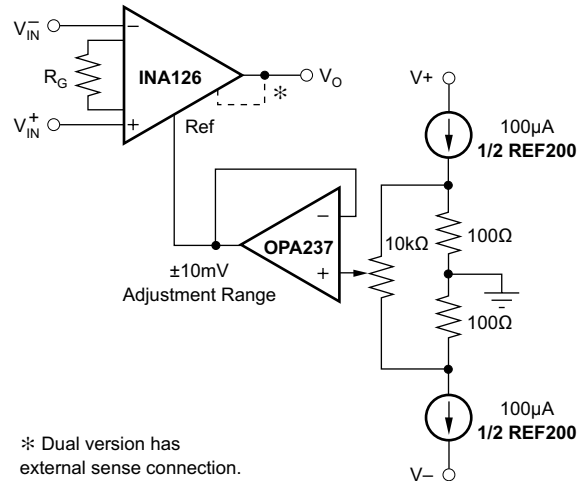 V−IN
RG
V+IN
INA126
−
+
*
VO
Ref
V+
100µA
1/2 REF200
−
+
OPA237
10kΩ
100Ω
100Ω
±10mV
Adjustment Range
100µA
1/2 REF200
V−
* Dual version has
external sense connection.